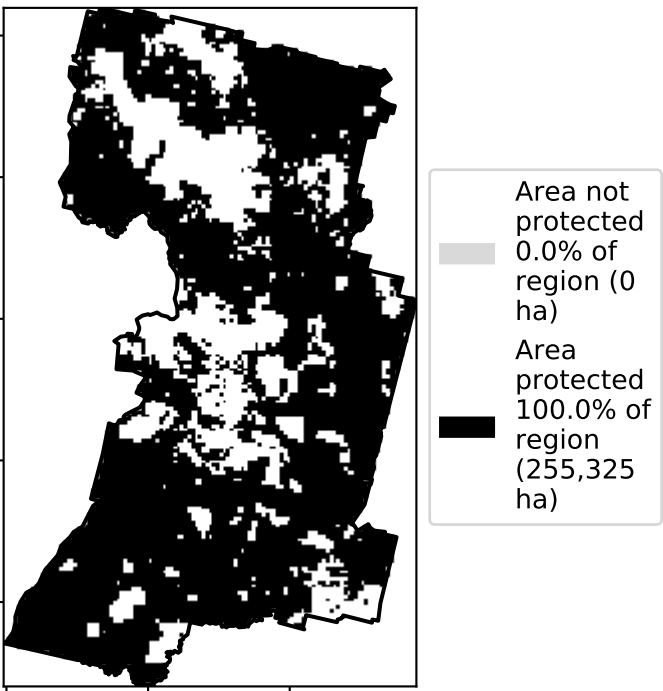 Area not
protected
0.0% of
region (0
ha)
Area
protected
100.0% of
region
(255,325
ha)